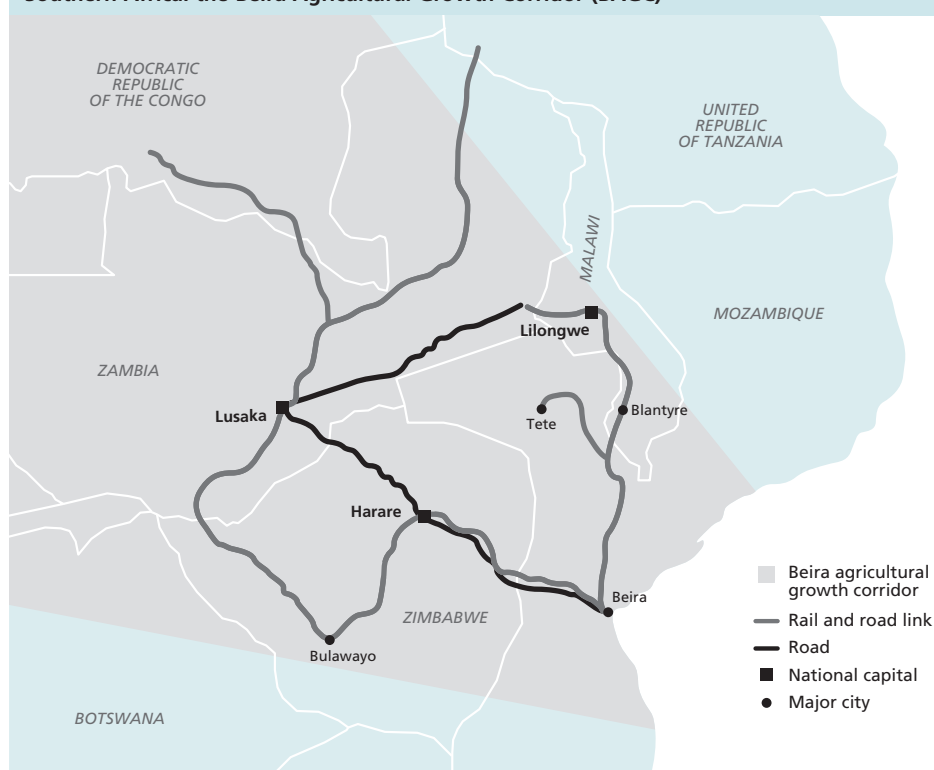 Southern Africa: the Beira Agricultural Growth Corridor (BAGC)
DEMOCRATIC
REPUBLIC
OF THE CONGO
UNITED
REPUBLIC
OF TANZANIA
MALAWI
MOZAMBIQUE
Lilongwe
ZAMBIA
Lusaka
Tete
Blantyre
Harare
Beira
ZIMBABWE
Bulawayo
BOTSWANA
Beira agricultural
growth corridor
Rail and road link
Road
National capital
Major city